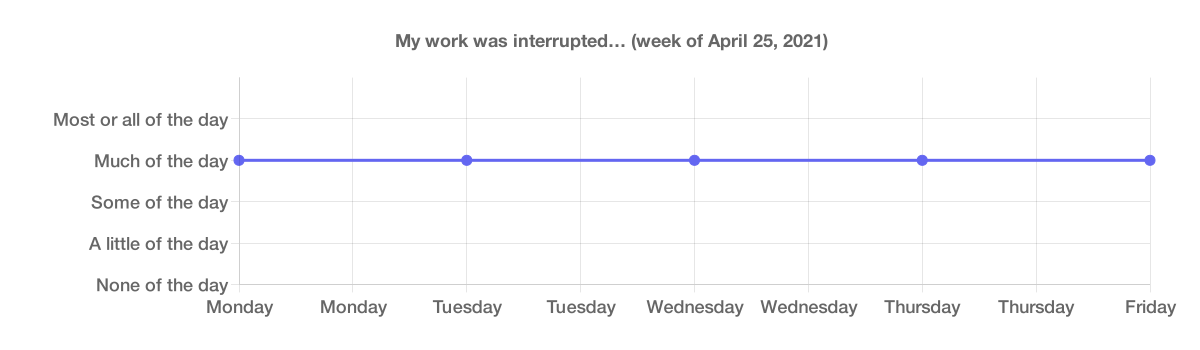 My work was interrupted... (week of April 25, 2021)
Most or all of the day
Much of the day
Some of the day
A little of the day
None of the day
Monday Monday Tuesday Tuesday Wednesday Wednesday Thursday Thursday Friday